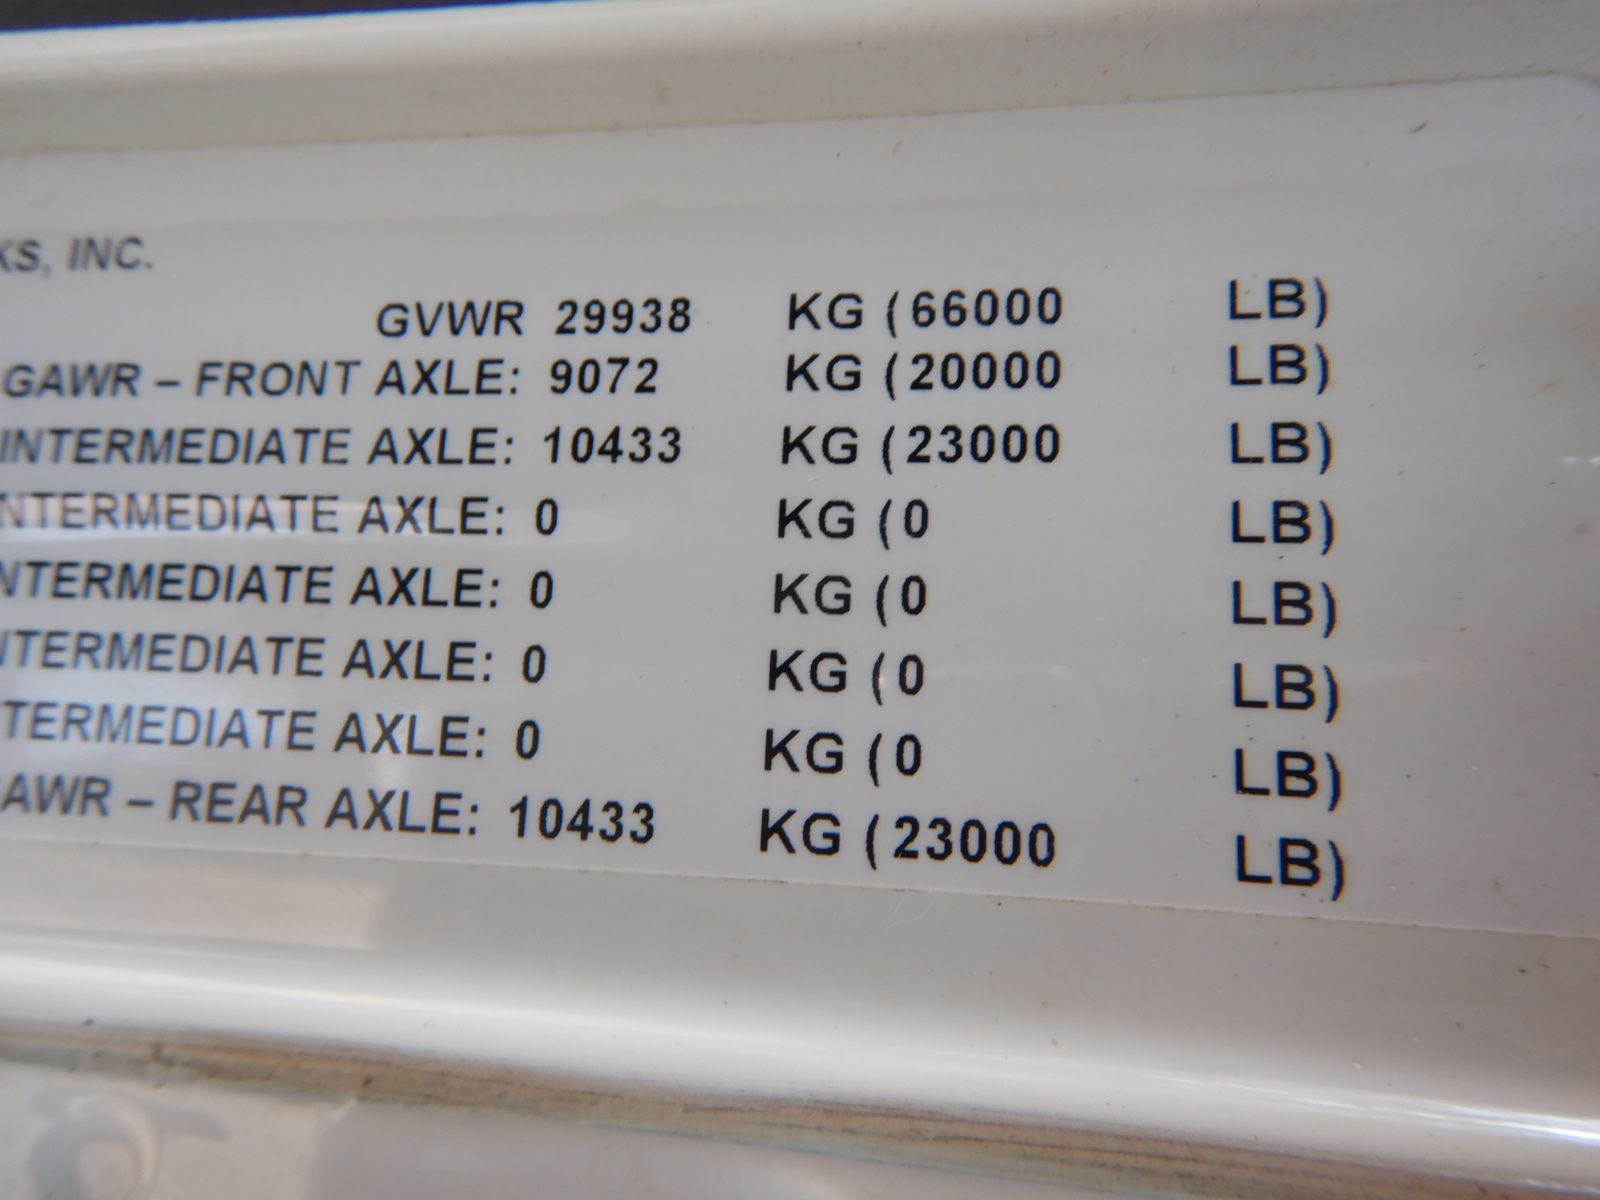 KS, INC.
GVWR 29938 KG (66000 LB)
GAWR – FRONT AXLE: 9072 KG (20000 LB)
INTERMEDIATE AXLE: 10433 KG (23000 LB)
NTERMEDIATE AXLE: 0 KG (0 LB)
NTERMEDIATE AXLE: 0 KG (0 LB)
NTERMEDIATE AXLE: 0 KG (0 LB)
TERMEDIATE AXLE: 0 KG (0 LB)
AWR – REAR AXLE: 10433 KG (23000 LB)